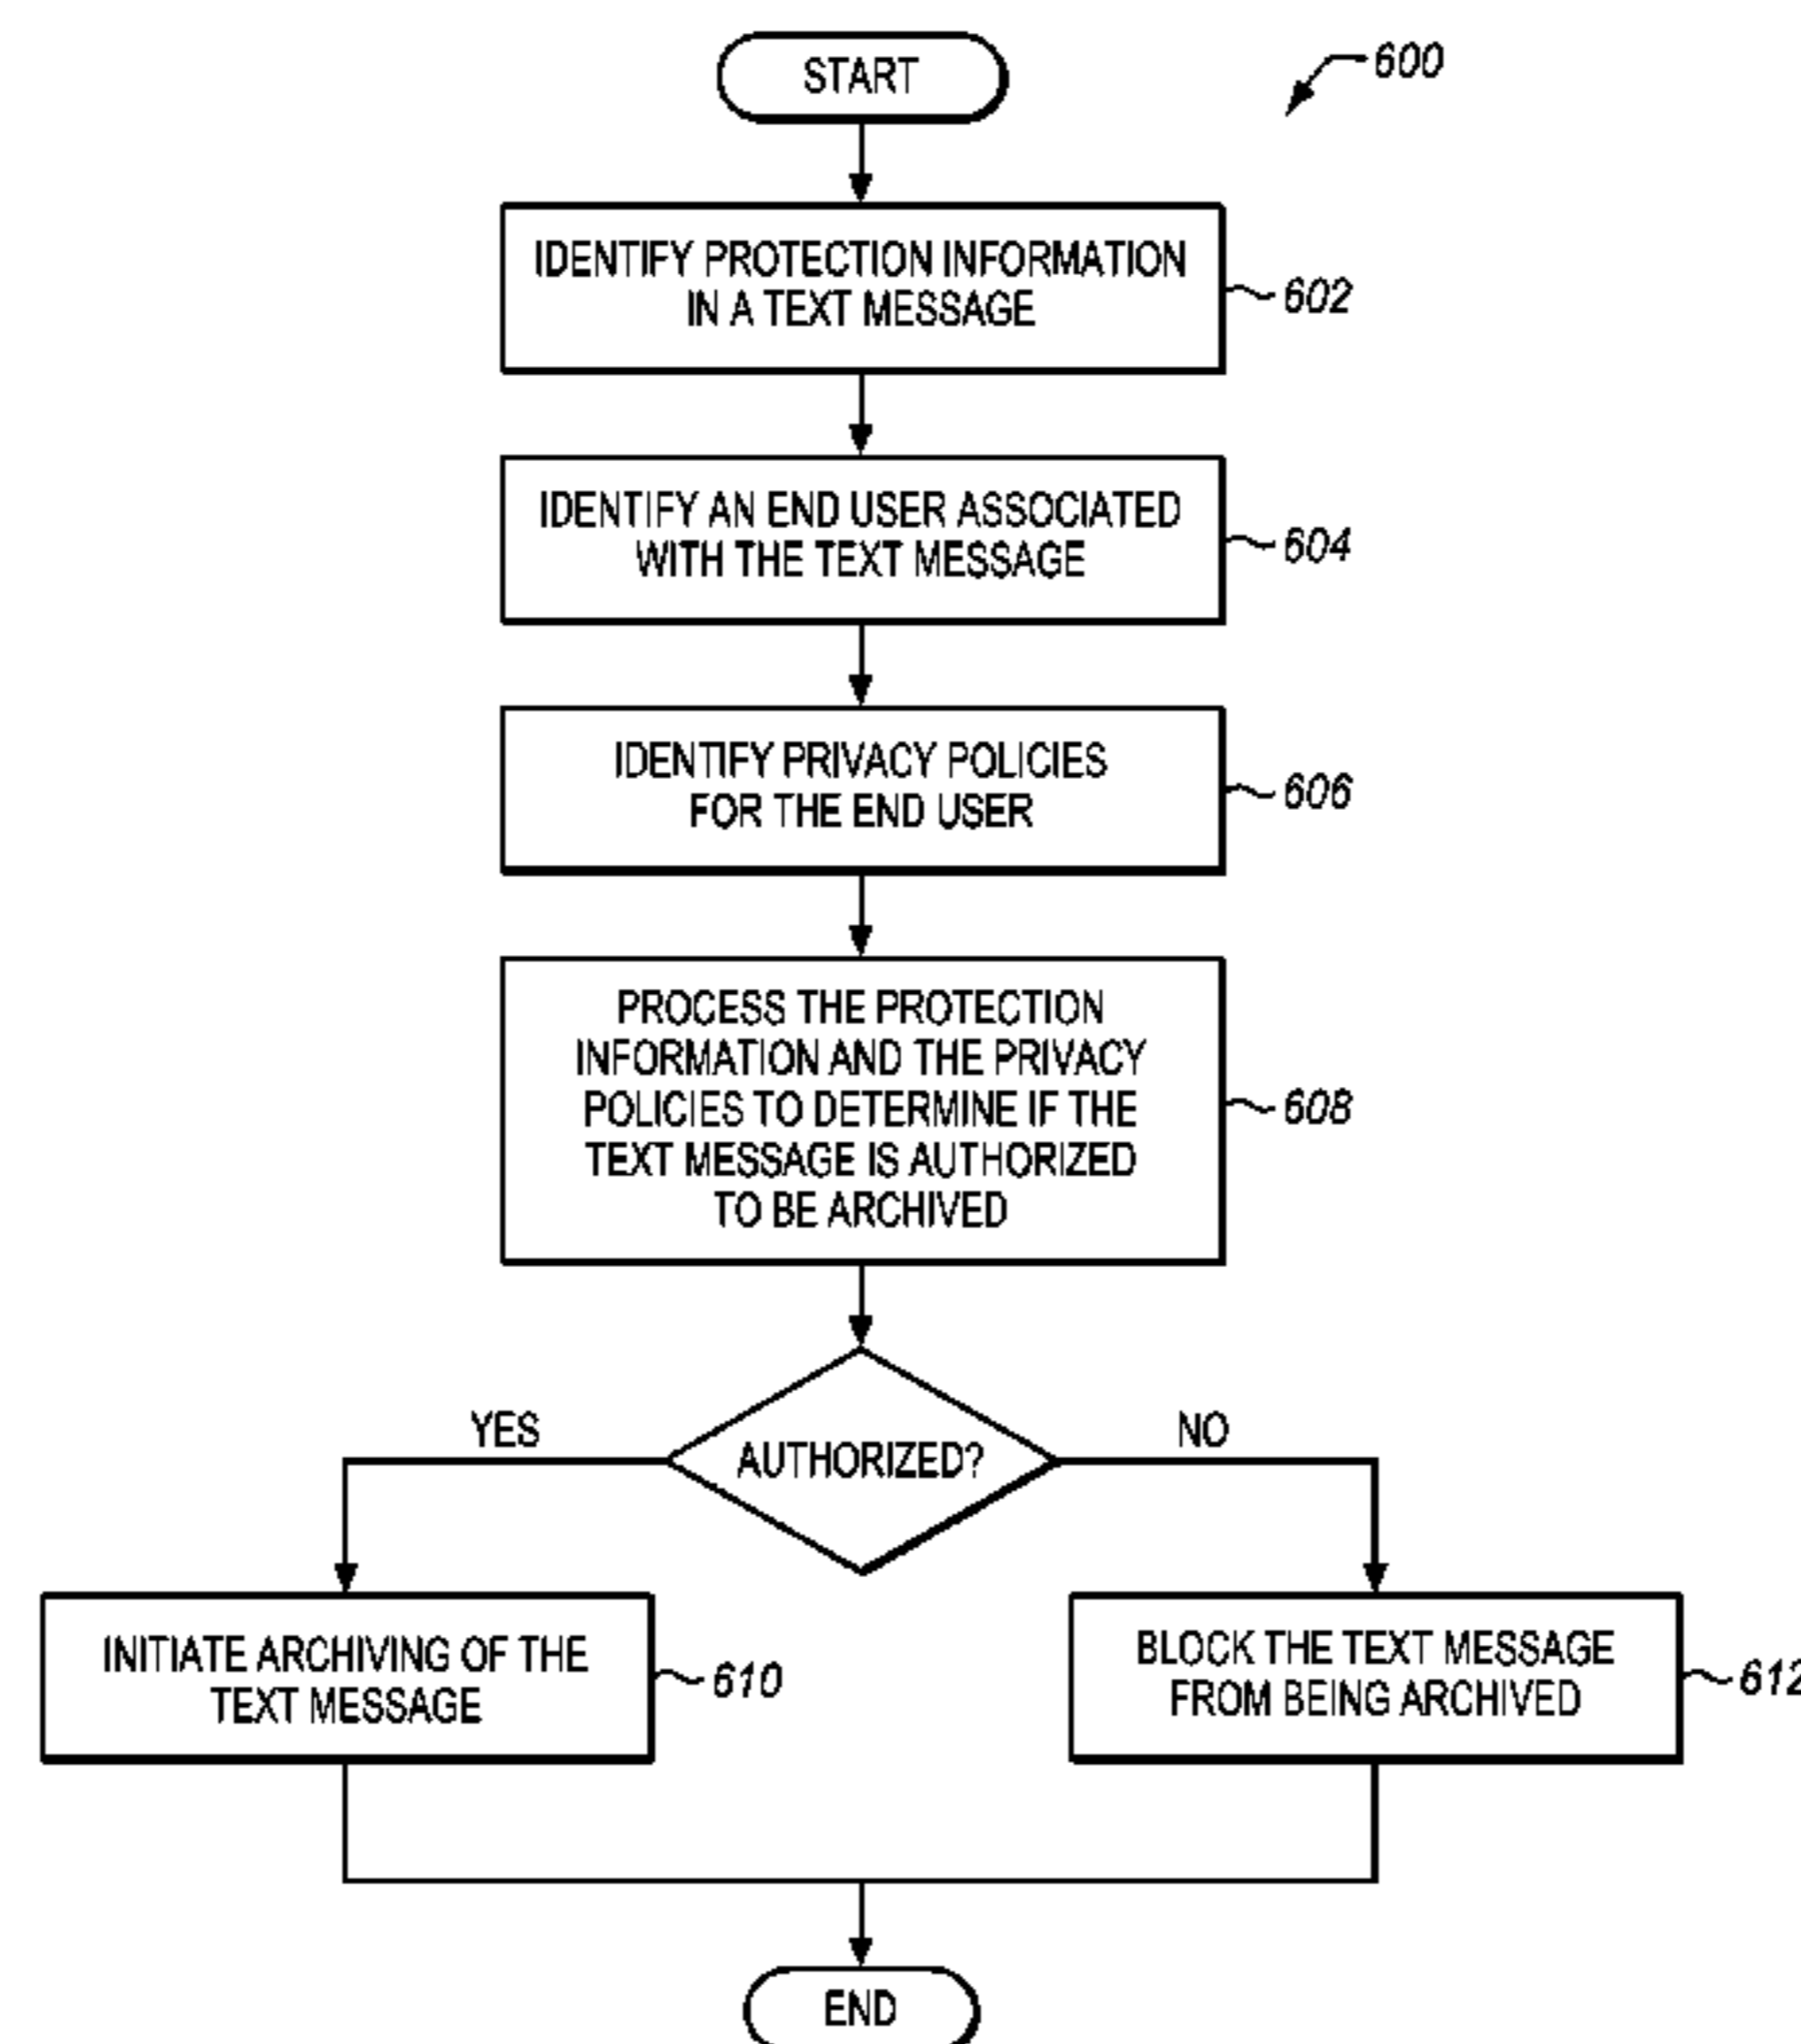 START
600
IDENTIFY PROTECTION INFORMATION
IN A TEXT MESSAGE
602
IDENTIFY AN END USER ASSOCIATED
WITH THE TEXT MESSAGE
604
IDENTIFY PRIVACY POLICIES
FOR THE END USER
606
PROCESS THE PROTECTION
INFORMATION AND THE PRIVACY
POLICIES TO DETERMINE IF THE
TEXT MESSAGE IS AUTHORIZED
TO BE ARCHIVED
608
AUTHORIZED?
YES
NO
INITIATE ARCHIVING OF THE
TEXT MESSAGE
610
BLOCK THE TEXT MESSAGE
FROM BEING ARCHIVED
612
END